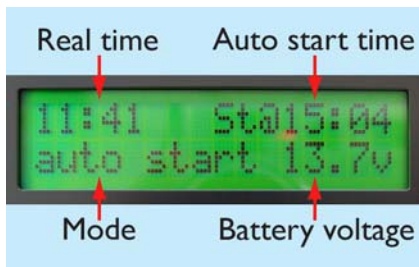 Real time Auto start time
11:41 St@15:04
auto start 13.7v
Mode Battery voltage